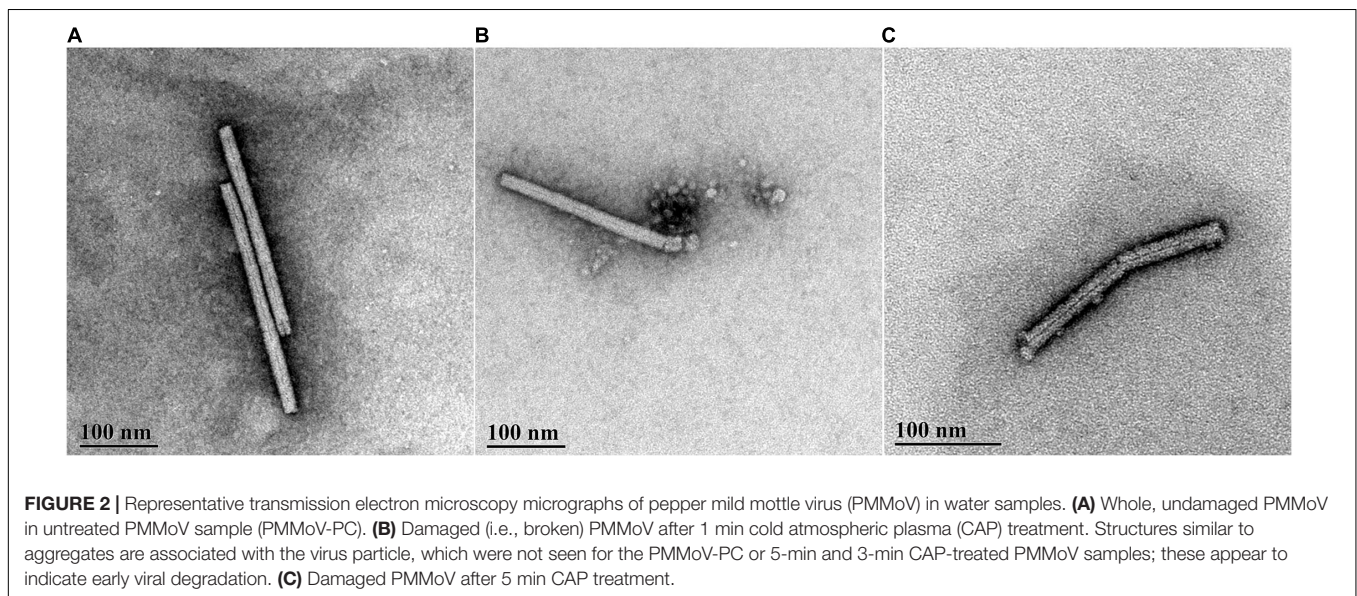 A
B
C
100 nm
100 nm
100 nm
FIGURE 2 | Representative transmission electron microscopy micrographs of pepper mild mottle virus (PMMoV) in water samples. (A) Whole, undamaged PMMoV
in untreated PMMoV sample (PMMoV-PC). (B) Damaged (i.e., broken) PMMoV after 1 min cold atmospheric plasma (CAP) treatment. Structures similar to
aggregates are associated with the virus particle, which were not seen for the PMMoV-PC or 5-min and 3-min CAP-treated PMMoV samples; these appear to
indicate early viral degradation. (C) Damaged PMMoV after 5 min CAP treatment.